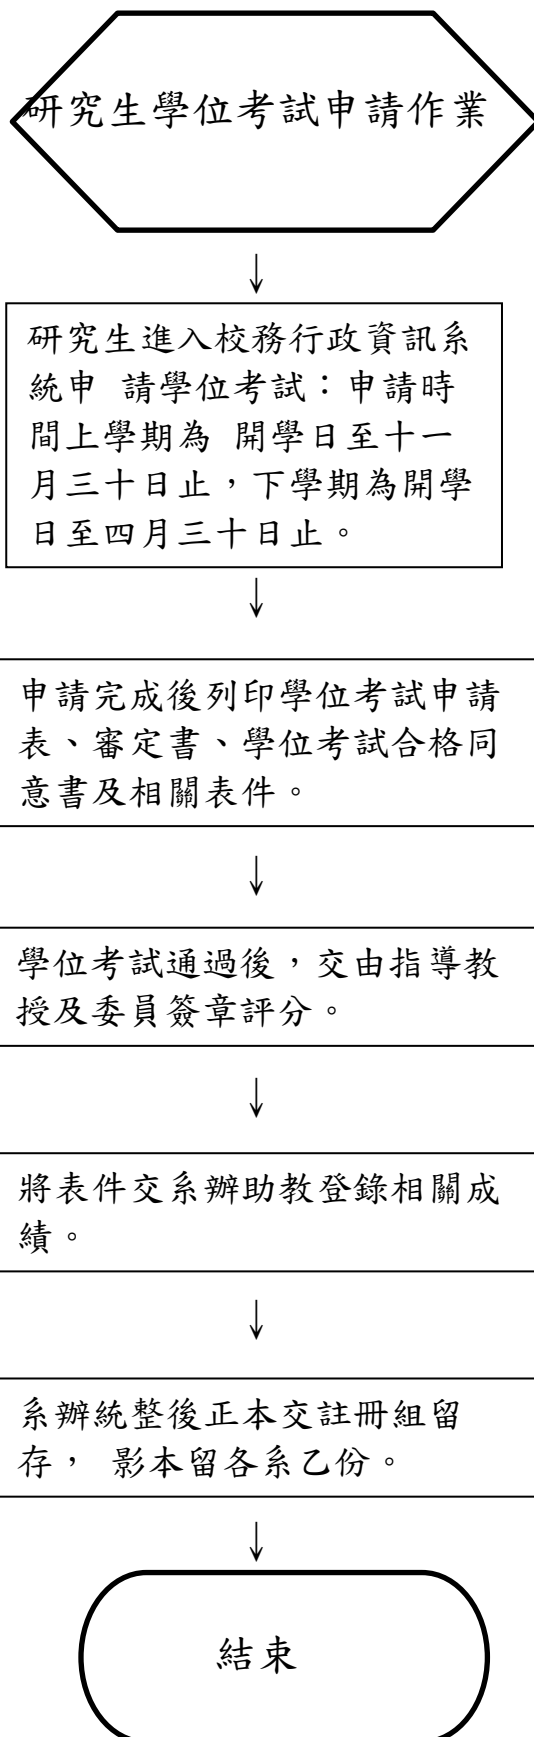 研究生學位考試申請作業
↓
研究生進入校務行政資訊系
統申 請學位考試：申請時
間上學期為 開學日至十一
月三十日止，下學期為開學
日至四月三十日止。
↓
申請完成後列印學位考試申請
表、審定書、學位考試合格同
意書及相關表件。
↓
學位考試通過後，交由指導教
授及委員簽章評分。
↓
將表件交系辦助教登錄相關成
績。
↓
系辦統整後正本交註冊組留
存， 影本留各系乙份。
↓
結束